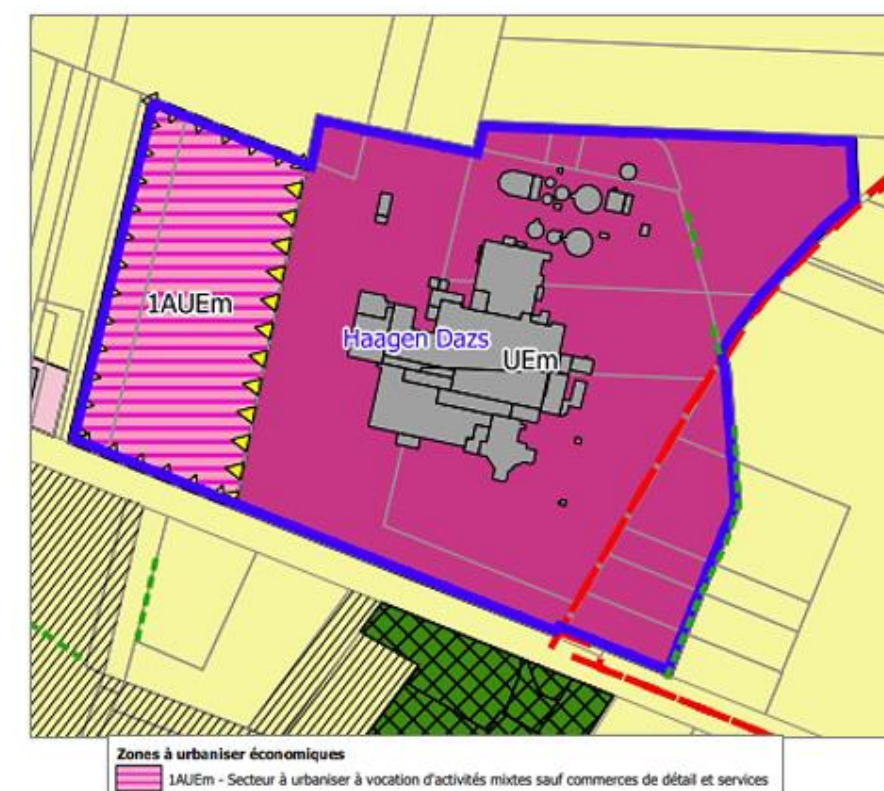 1AUEm
Haagen Dazs
UEm
Zones à urbaniser économiques
1AUEm - Secteur à urbaniser à vocation d'activités mixtes sauf commerces de détail et services